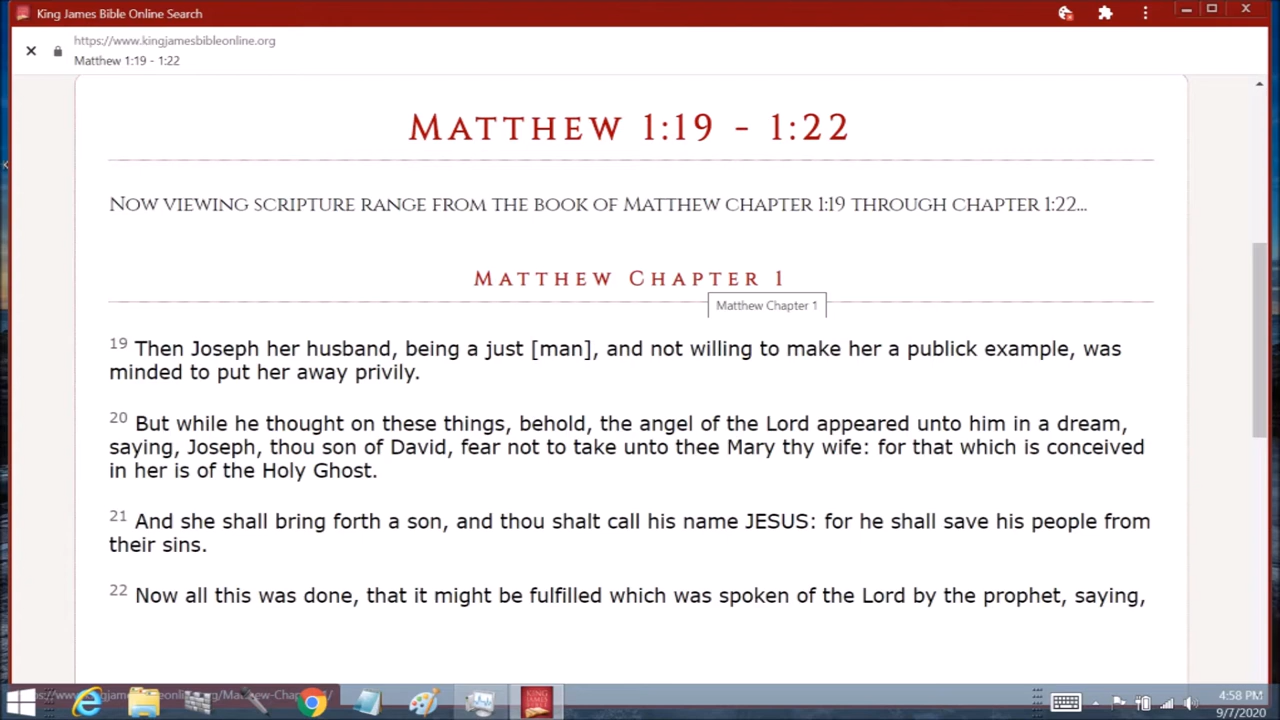 King James Bible Online Search
https://www.kingjamesbibleonline.org
Matthew 1:19 - 1:22
MATTHEW 1:19 - 1:22
NOW VIEWING SCRIPTURE RANGE FROM THE BOOK OF MATTHEW CHAPTER 1:19 THROUGH CHAPTER 1:22...
MATTHEW CHAPTER 1
Matthew Chapter 1
19 Then Joseph her husband, being a just [man], and not willing to make her a publick example, was
minded to put her away privily.
20 But while he thought on these things, behold, the angel of the Lord appeared unto him in a dream,
saying, Joseph, thou son of David, fear not to take unto thee Mary thy wife: for that which is conceived
in her is of the Holy Ghost.
21 And she shall bring forth a son, and thou shalt call his name JESUS: for he shall save his people from
their sins.
22 Now all this was done, that it might be fulfilled which was spoken of the Lord by the prophet, saying,
KING JAMES BIBLE
4:58 PM
9/7/2020